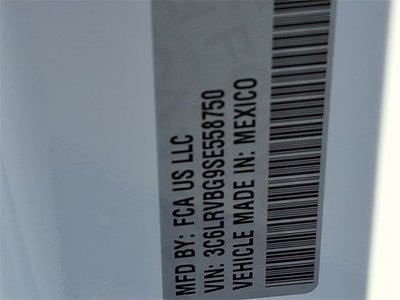 MFD BY: FCA US LLC
VIN: 3C6LRVBG9SE558750
VEHICLE MADE IN: MEXICO